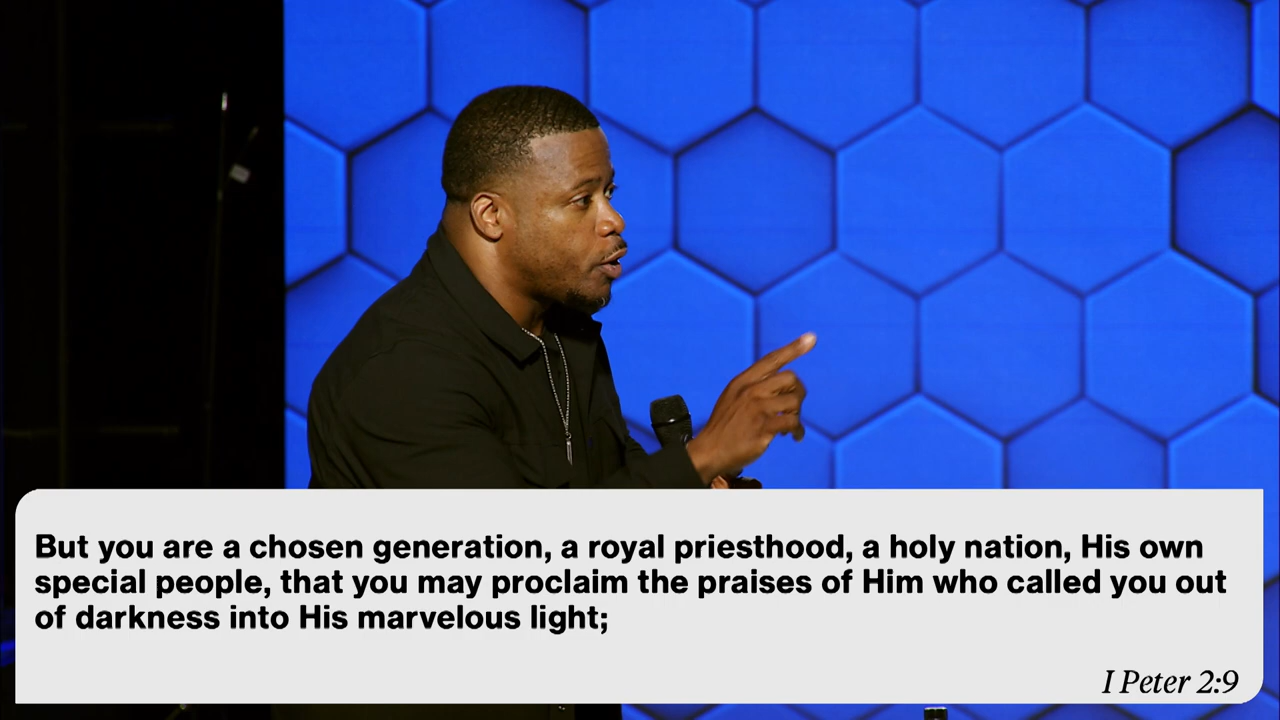 But you are a chosen generation, a royal priesthood, a holy nation, His own
special people, that you may proclaim the praises of Him who called you out
of darkness into His marvelous light;
I Peter 2:9